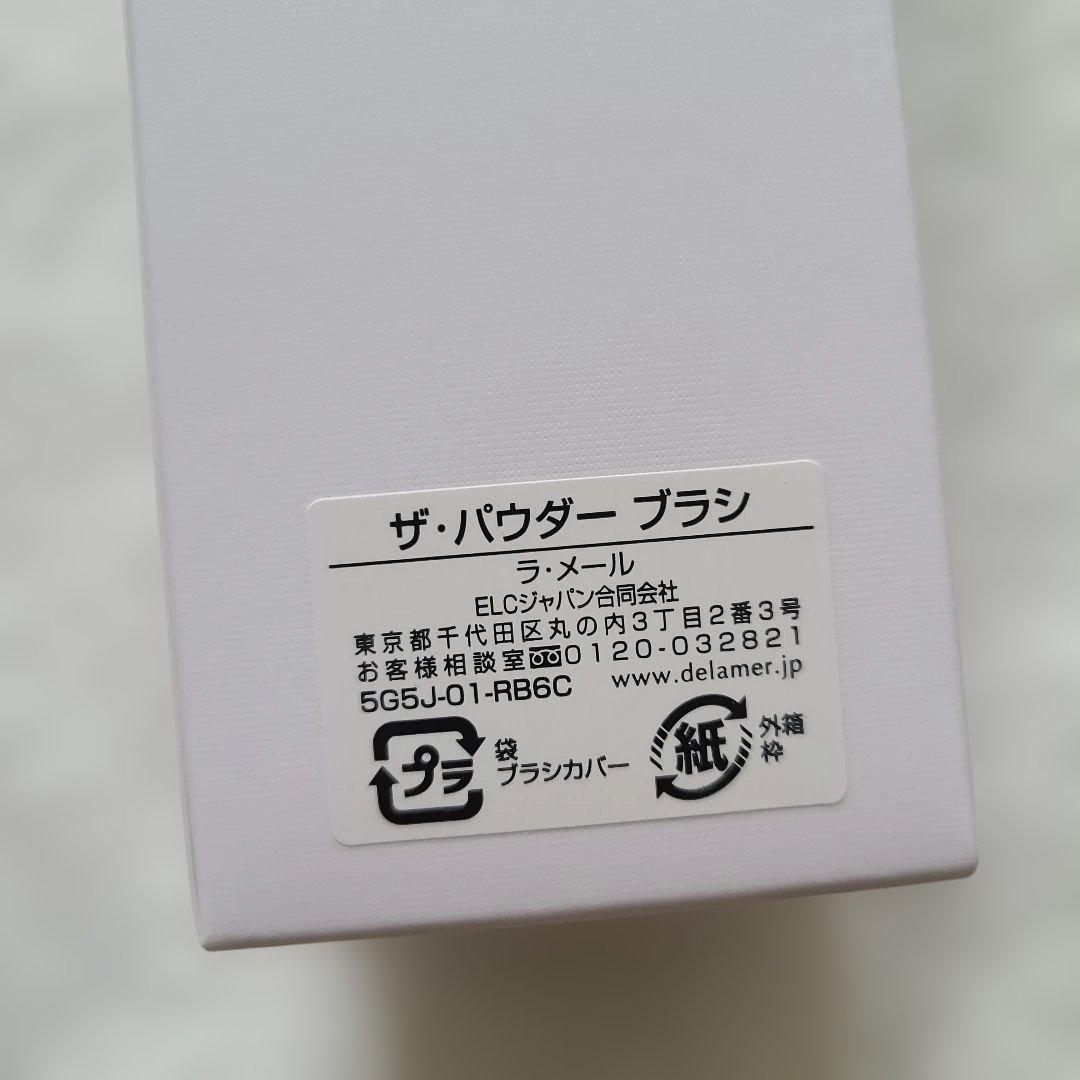 ザ・パウダー ブラシ
ラ・メール
ELCジャパン合同会社
東京都千代田区丸の内3丁目2番3号
お客様相談室 0120-032821
5G5J-01-RB6C www.delamer.jp
プラ 袋 紙 外箱
ブラシカバー 枠